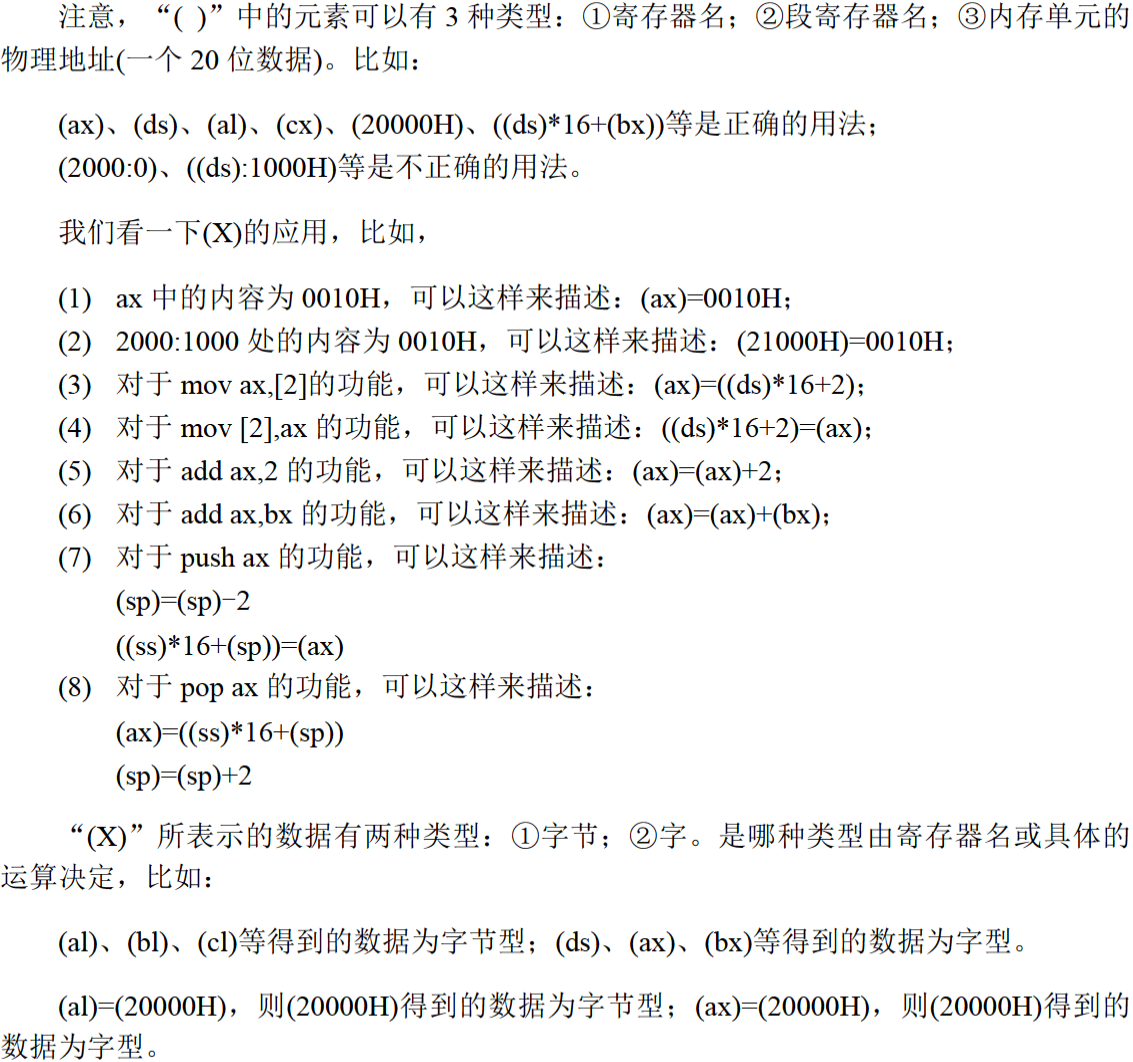 注意，“( )”中的元素可以有 3 种类型：①寄存器名；②段寄存器名；③内存单元的
物理地址(一个 20 位数据)。比如：
(ax)、(ds)、(al)、(cx)、(20000H)、((ds)*16+(bx))等是正确的用法；
(2000:0)、((ds):1000H)等是不正确的用法。
我们看一下(X)的应用，比如，
(1) ax 中的内容为 0010H，可以这样来描述：(ax)=0010H；
(2) 2000:1000 处的内容为 0010H，可以这样来描述：(21000H)=0010H；
(3) 对于 mov ax,[2]的功能，可以这样来描述：(ax)=((ds)*16+2)；
(4) 对于 mov [2],ax 的功能，可以这样来描述：((ds)*16+2)=(ax)；
(5) 对于 add ax,2 的功能，可以这样来描述：(ax)=(ax)+2；
(6) 对于 add ax,bx 的功能，可以这样来描述：(ax)=(ax)+(bx)；
(7) 对于 push ax 的功能，可以这样来描述：
(sp)=(sp)−2
((ss)*16+(sp))=(ax)
(8) 对于 pop ax 的功能，可以这样来描述：
(ax)=((ss)*16+(sp))
(sp)=(sp)+2
“(X)”所表示的数据有两种类型：①字节；②字。是哪种类型由寄存器名或具体的
运算决定，比如：
(al)、(bl)、(cl)等得到的数据为字节型；(ds)、(ax)、(bx)等得到的数据为字型。
(al)=(20000H)，则(20000H)得到的数据为字节型；(ax)=(20000H)，则(20000H)得到的
数据为字型。